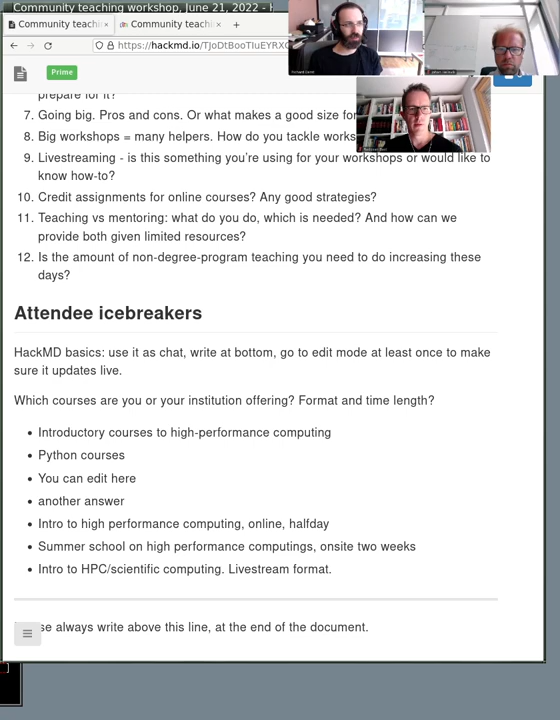 Community teaching workshop, June 21, 2022 -
Community teachi
Community teachi
https://hackmd.io/TJoDtBooTIuEYRX
Prime
prepare for it?
7. Going big. Pros and cons. Or what makes a good size for
8. Big workshops = many helpers. How do you tackle works
9. Livestreaming - is this something you're using for your workshops or would like to
know how-to?
10. Credit assignments for online courses? Any good strategies?
11. Teaching vs mentoring: what do you do, which is needed? And how can we
provide both given limited resources?
12. Is the amount of non-degree-program teaching you need to do increasing these
days?
Attendee icebreakers
HackMD basics: use it as chat, write at bottom, go to edit mode at least once to make
sure it updates live.
Which courses are you or your institution offering? Format and time length?
• Introductory courses to high-performance computing
• Python courses
• You can edit here
• another answer
• Intro to high performance computing, online, halfday
• Summer school on high performance computings, onsite two weeks
• Intro to HPC/scientific computing. Livestream format.
se always write above this line, at the end of the document.